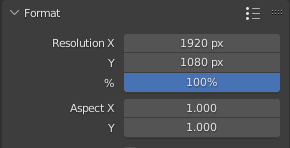 Format
Resolution X 1920 px
Y 1080 px
% 100%
Aspect X 1.000
Y 1.000